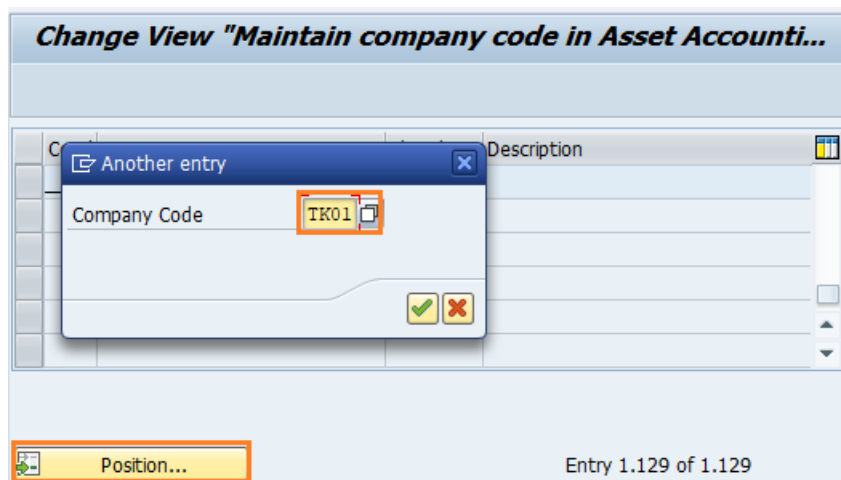 Change View "Maintain company code in Asset Accounti...
Description
Another entry
Company Code TK01
Position... Entry 1.129 of 1.129